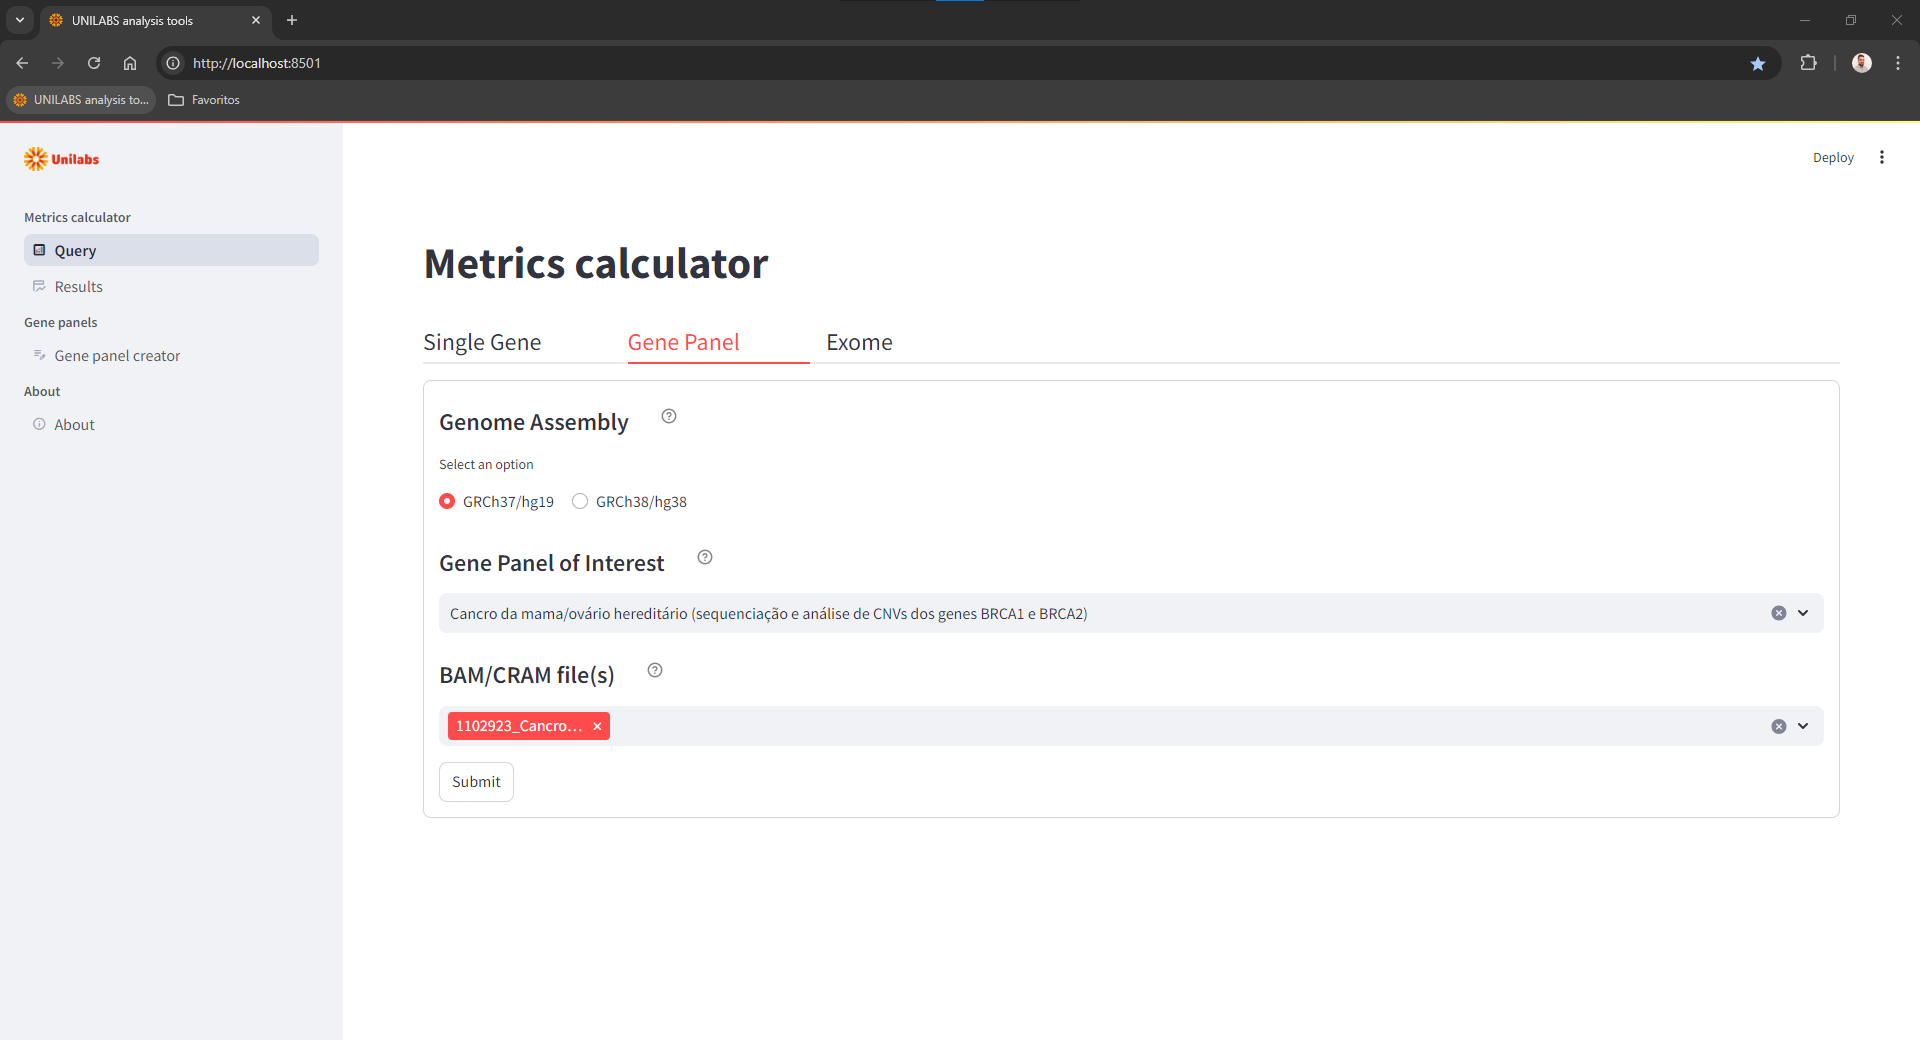 UNILABS analysis tools
http://localhost:8501
UNILABS analysis to...
Favoritos
Unilabs
Deploy
Metrics calculator
Query
Results
Gene panels
Gene panel creator
About
About
Metrics calculator
Single Gene
Gene Panel
Exome
Genome Assembly
Select an option
GRCh37/hg19
GRCh38/hg38
Gene Panel of Interest
Cancro da mama/ovário hereditário (sequenciação e análise de CNVs dos genes BRCA1 e BRCA2)
BAM/CRAM file(s)
1102923_Cancro...
Submit